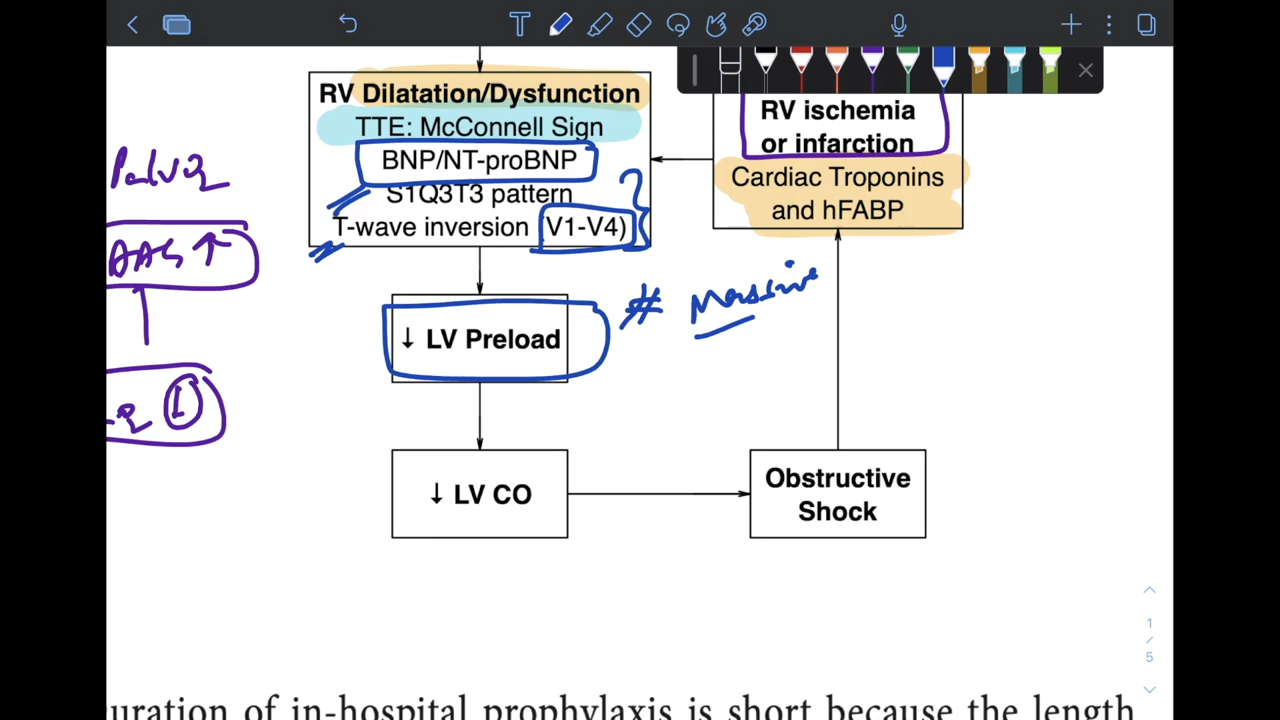 RV Dilatation/Dysfunction
TTE: McConnell Sign
BNP/NT-proBNP
S1Q3T3 pattern
T-wave inversion (V1-V4)
RV ischemia
or infarction
Cardiac Troponins
and hFABP
↑
# Massive
↓ LV Preload
↓ LV CO
Obstructive
Shock
1
/
5
uration of in-hospital prophylaxis is short because the length